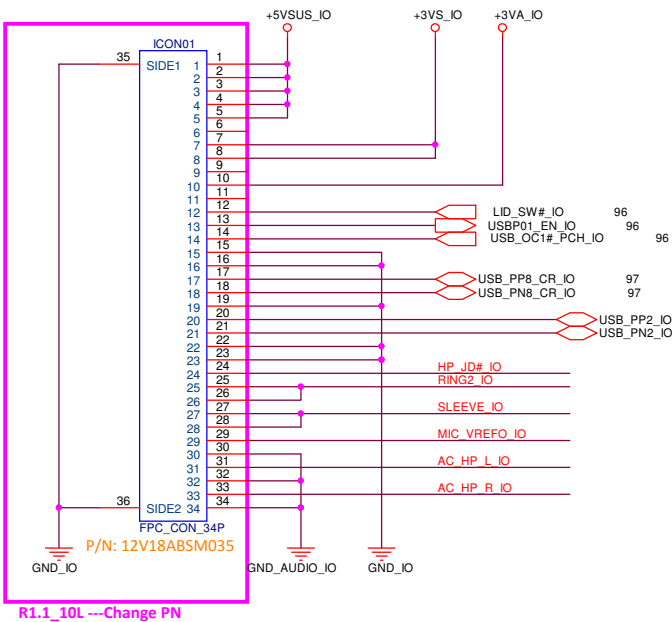 +5VSUS_IO
+3VS_IO
+3VA_IO
ICON01
35
SIDE1
1 1
2 2
3 3
4 4
5 5
6 6
7 7
8 8
9 9
10 10
11 11
12 12
LID_SW#_IO 96
13 13
USBP01_EN_IO 96
14 14
USB_OC1#_PCH_IO 96
15 15
16 16
17 17
USB_PP8_CR_IO 97
18 18
USB_PN8_CR_IO 97
19 19
20 20
USB_PP2_IO
21 21
USB_PN2_IO
22 22
23 23
24 24
HP_JD#_IO
25 25
RING2_IO
26 26
27 27
SLEEVE_IO
28 28
29 29
MIC_VREFO_IO
30 30
31 31
AC_HP_L_IO
32 32
33 33
AC_HP_R_IO
36
SIDE2
34 34
FPC_CON_34P
P/N: 12V18ABSM035
GND_IO
GND_AUDIO_IO
GND_IO
R1.1_10L ---Change PN